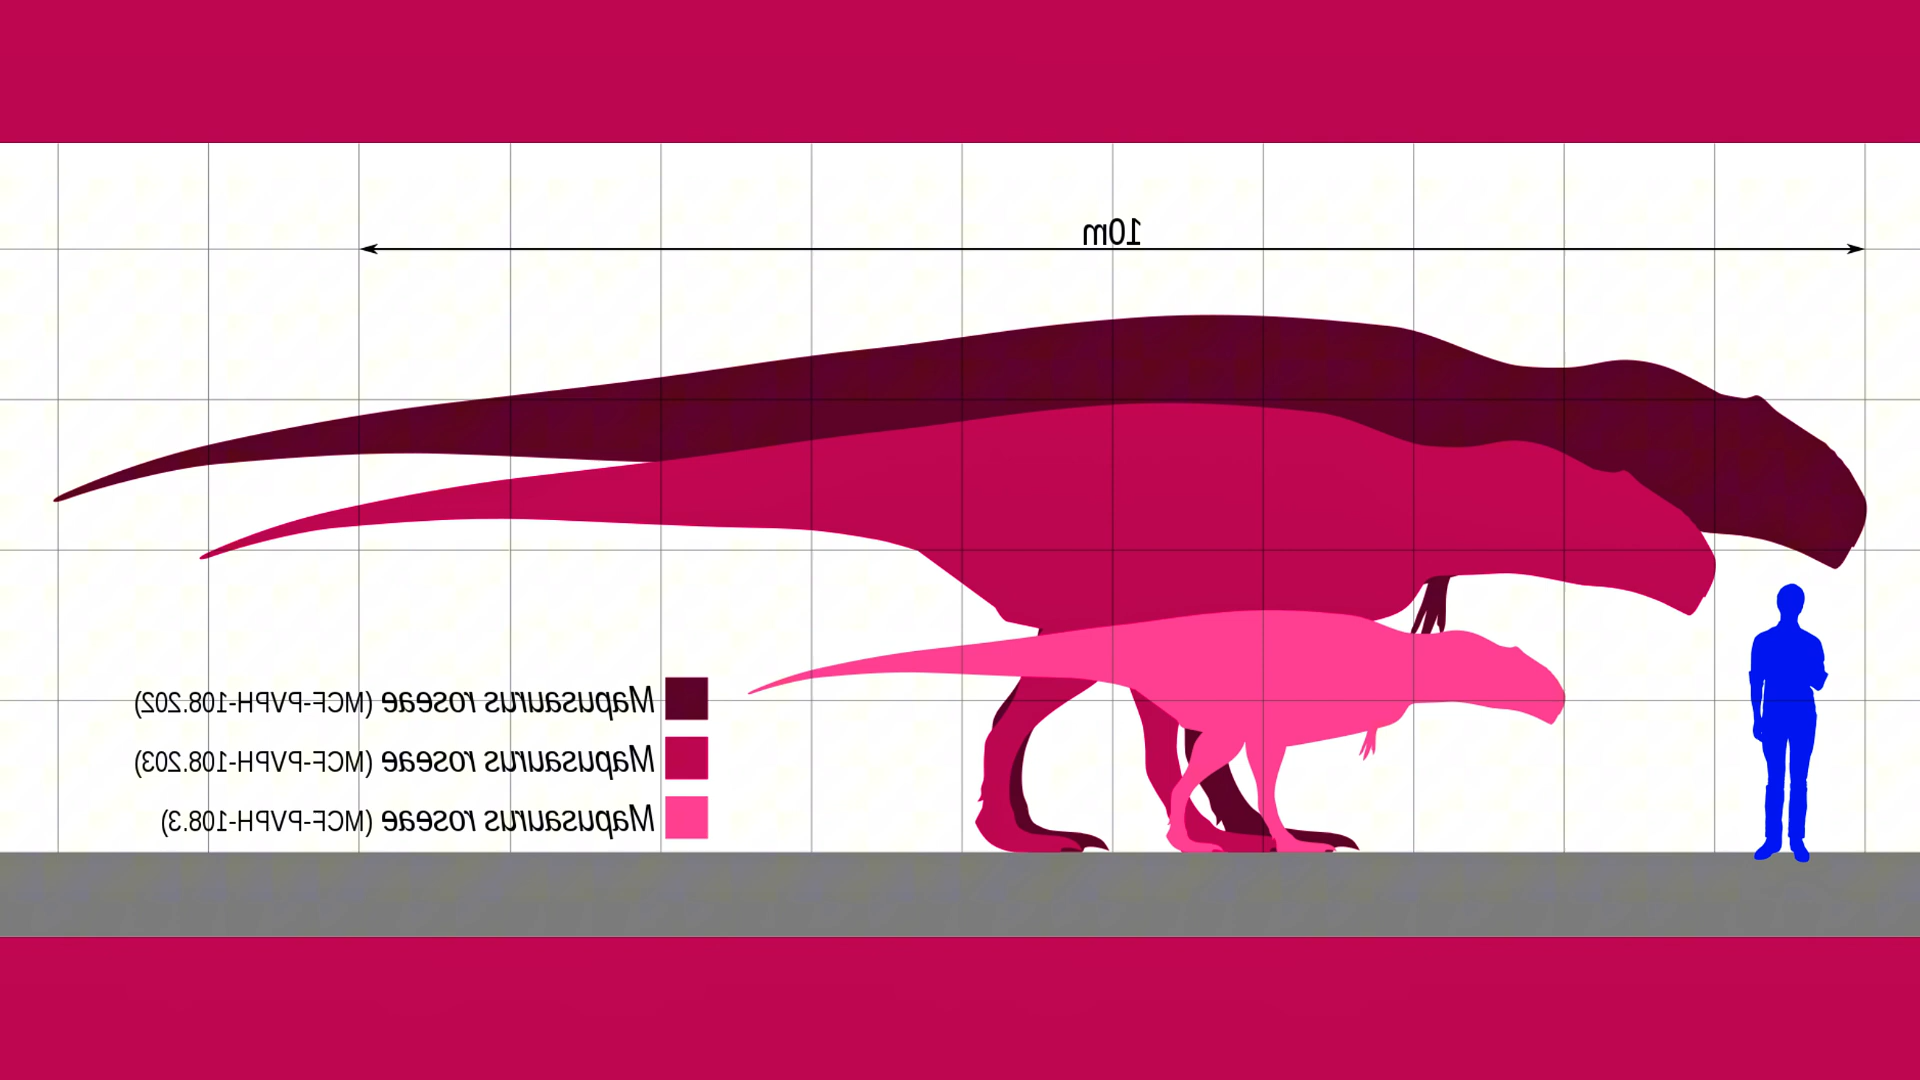 10m
Mapusaurus roseae (MCF-PVPH-108.202)
Mapusaurus roseae (MCF-PVPH-108.203)
Mapusaurus roseae (MCF-PVPH-108.3)